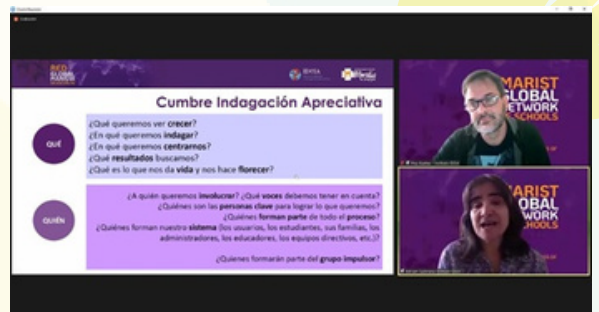 RED
GLOBAL
MARISTA
Cumbre Indagación Apreciativa
QUÉ
¿Qué queremos ver crecer?
¿En qué queremos indagar?
¿En qué queremos centrarnos?
¿Qué resultados buscamos?
¿Qué es lo que nos da vida y nos hace florecer?
QUIÉN
¿A quién queremos involucrar? ¿Qué voces debemos tener en cuenta?
¿Quiénes son las personas clave para lograr lo que queremos?
¿Quiénes forman parte de todo el proceso?
¿Quiénes forman nuestro sistema (los usuarios, los estudiantes, sus familias, los
administradores, los educadores, los equipos directivos, etc.)?
¿Quienes formarán parte del grupo impulsor?
MARIST
GLOBAL
NETWORK
SCHOOLS
MARIST
GLOBAL
NETWORK
SCHOOLS